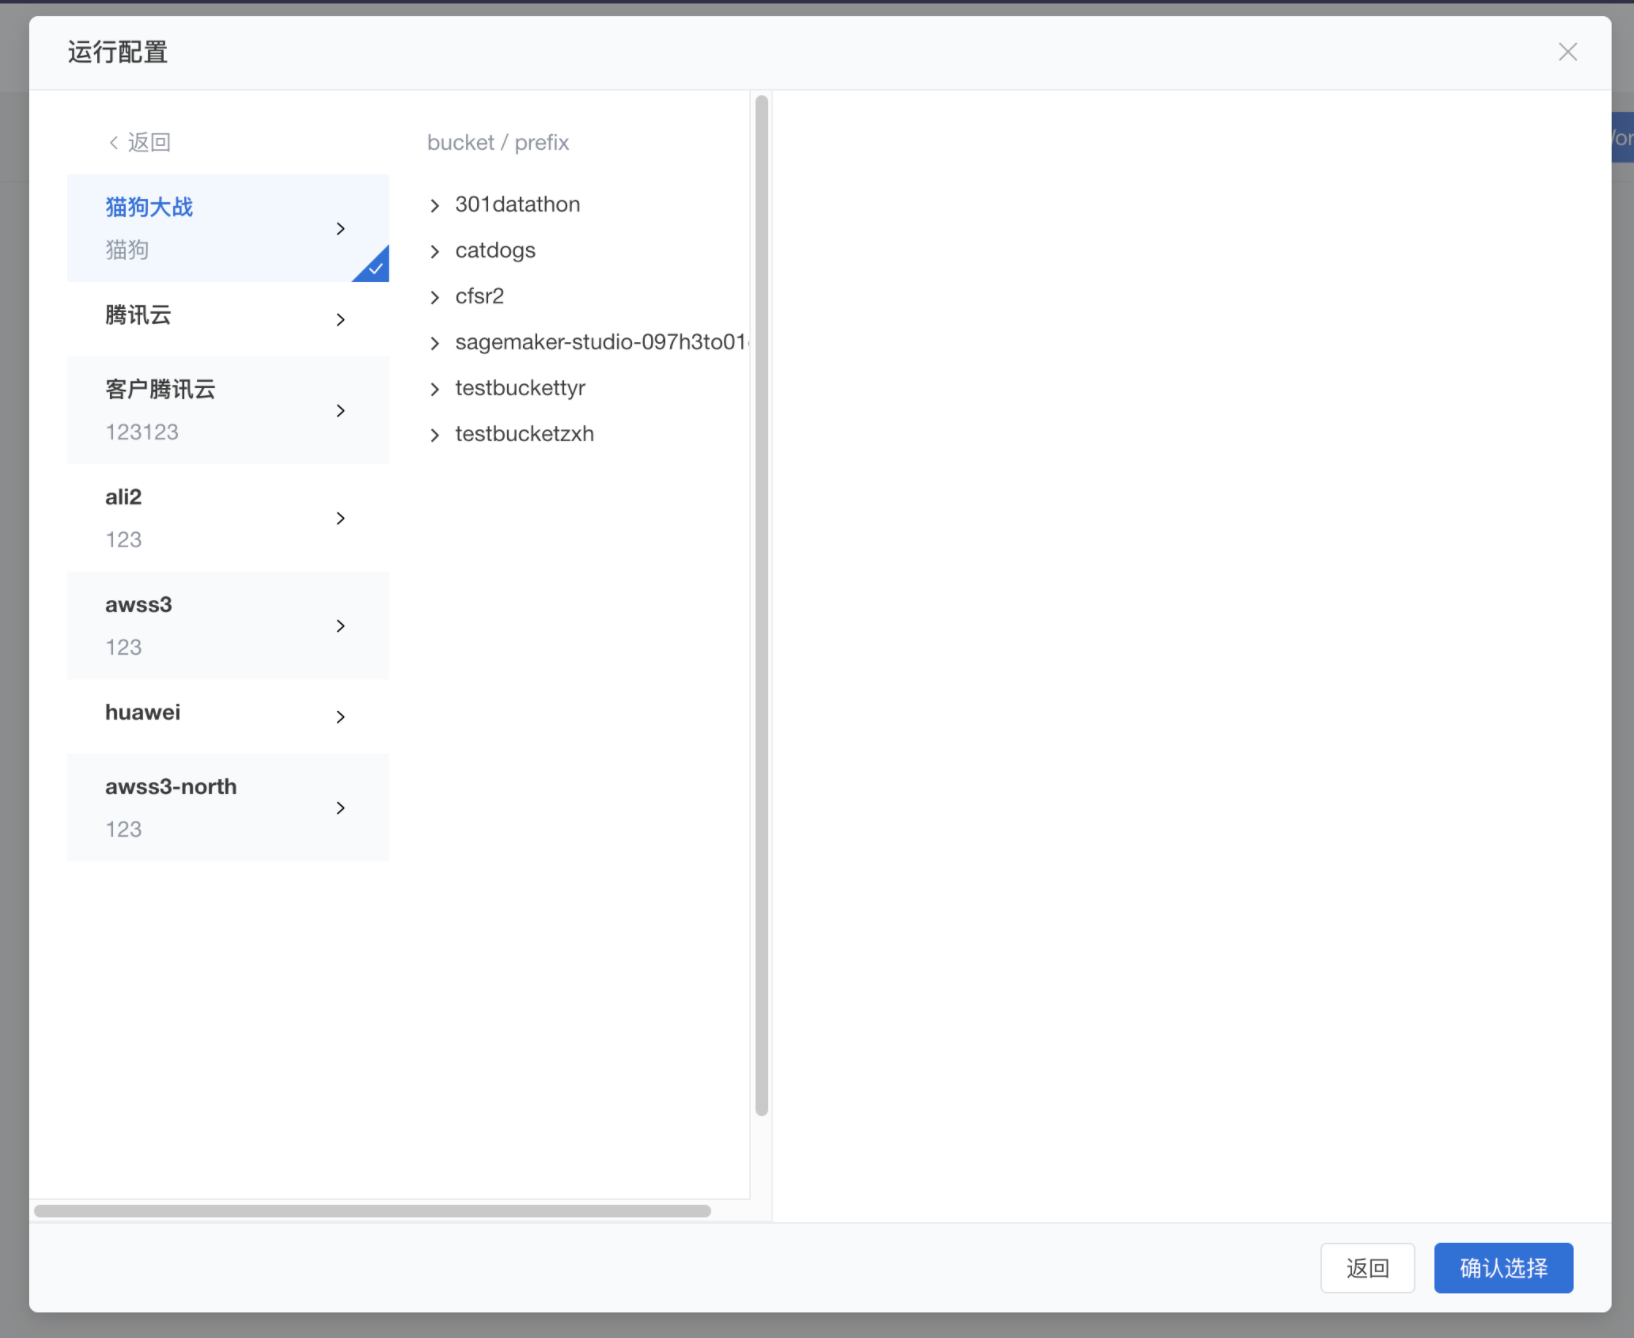 运行配置
返回
猫狗大战
猫狗
腾讯云
客户腾讯云
123123
ali2
123
awss3
123
huawei
awss3-north
123
bucket / prefix
301datathon
catdogs
cfsr2
sagemaker-studio-097h3to01
testbuckettyr
testbucketzxh
返回
确认选择